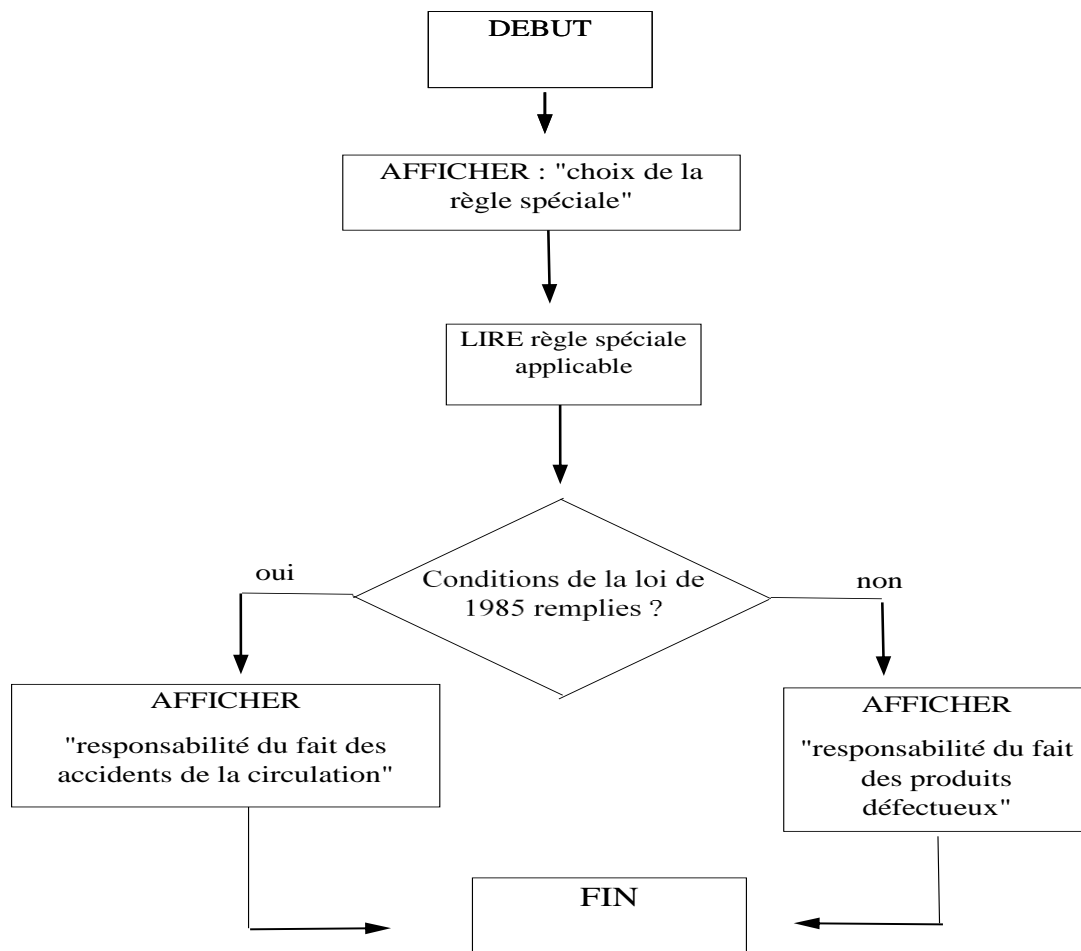 DEBUT
AFFICHER : "choix de la
règle spéciale"
LIRE règle spéciale
applicable
Conditions de la loi de
1985 remplies ?
oui
non
AFFICHER
"responsabilité du fait des
accidents de la circulation"
AFFICHER
"responsabilité du fait
des produits
défectueux"
FIN